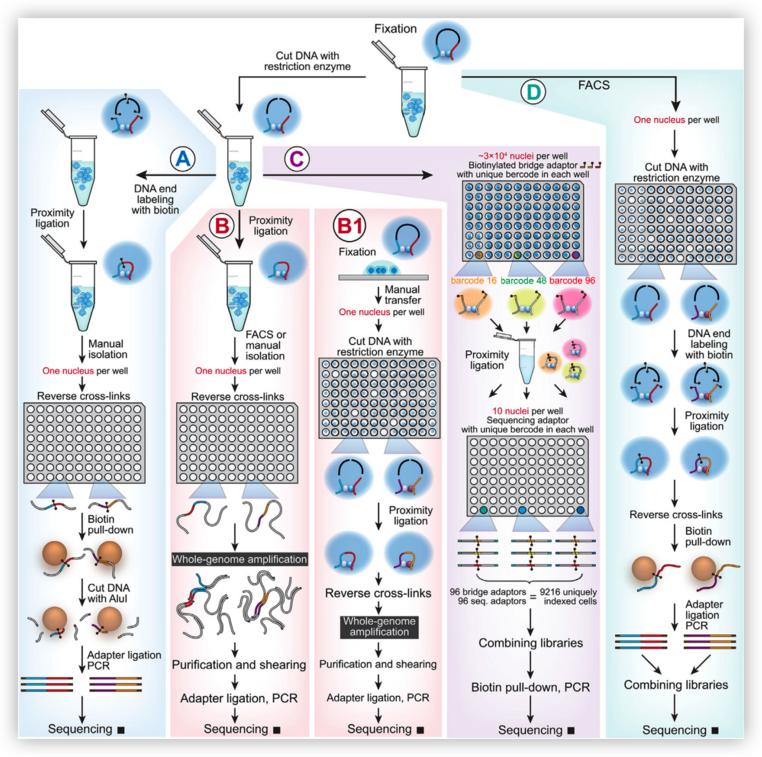 Fixation
Cut DNA with
restriction enzyme
A
DNA end
labeling
with biotin
Proximity
ligation
Manual
isolation
One nucleus per well
Reverse cross-links
Biotin
pull-down
Cut DNA
with AluI
Adapter ligation
PCR
Sequencing ■
B
Proximity
ligation
FACS or
manual
isolation
One nucleus per well
Reverse cross-links
Whole-genome amplification
Purification and shearing
Adapter ligation, PCR
Sequencing ■
B1
Fixation
Manual
transfer
One nucleus per well
Cut DNA with
restriction enzyme
Proximity
ligation
Reverse cross-links
Whole-genome
amplification
Purification and shearing
Adapter ligation, PCR
Sequencing ■
C
~3×10⁴ nuclei per well
Biotinylated bridge adaptor
with unique bercode in each well
barcode 16 barcode 48 barcode 96
Proximity
ligation
10 nuclei per well
Sequencing adaptor
with unique bercode in each well
96 bridge adaptors = 9216 uniquely
96 seq. adaptors indexed cells
Combining libraries
Biotin pull-down, PCR
Sequencing ■
D
FACS
One nucleus per well
Cut DNA with
restriction enzyme
DNA end
labeling
with biotin
Proximity
ligation
Reverse cross-links
Biotin
pull-down
Adapter
ligation
PCR
Combining libraries
Sequencing ■